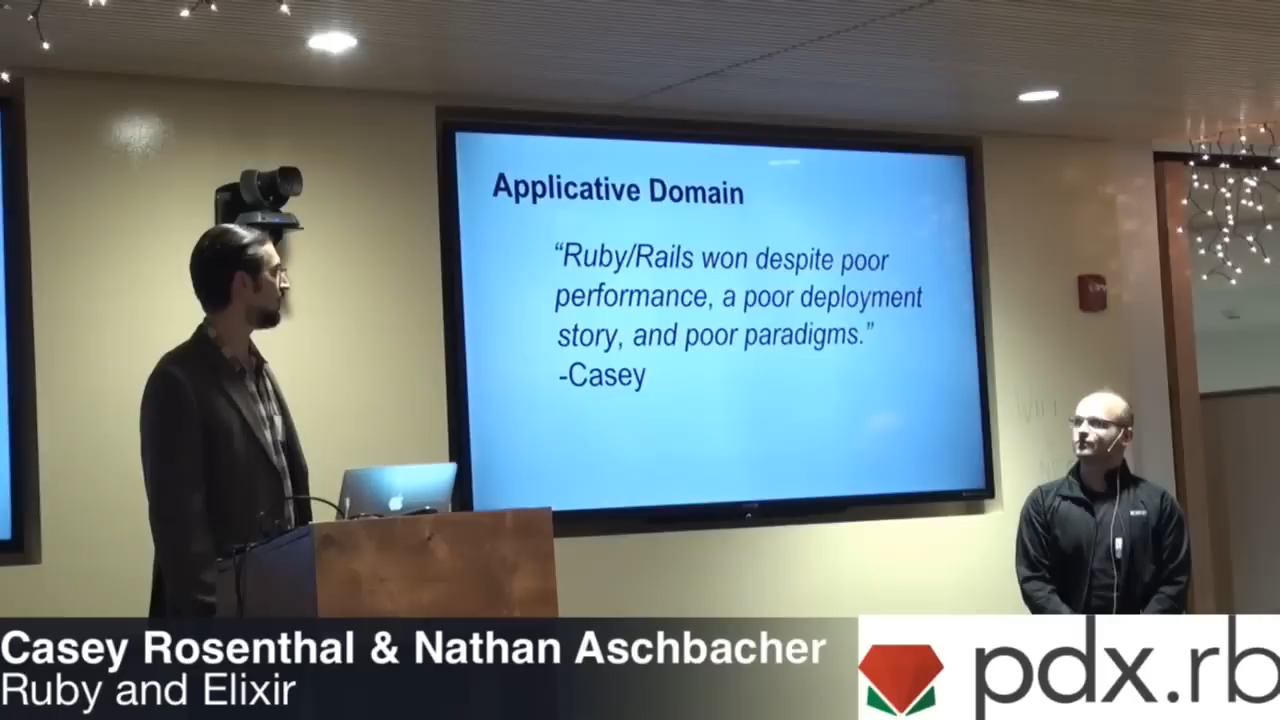 Applicative Domain
“Ruby/Rails won despite poor
performance, a poor deployment
story, and poor paradigms.”
-Casey
Casey Rosenthal & Nathan Aschbacher
Ruby and Elixir
pdx.rb